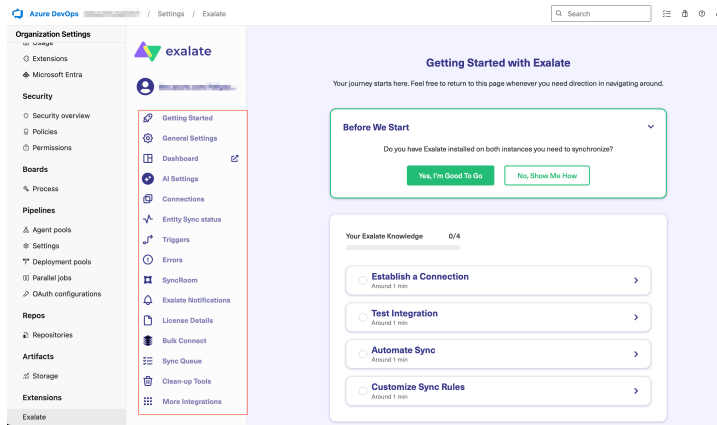 Azure DevOps / Settings / Exalate
Search
Organization Settings
Usage
Extensions
Microsoft Entra
Security
Security overview
Policies
Permissions
Boards
Process
Pipelines
Agent pools
Settings
Deployment pools
Parallel jobs
OAuth configurations
Repos
Repositories
Artifacts
Storage
Extensions
Exalate
exalate
Getting Started
General Settings
Dashboard
AI Settings
Connections
Entity Sync status
Triggers
Errors
SyncRoom
Exalate Notifications
License Details
Bulk Connect
Sync Queue
Clean-up Tools
More Integrations
Getting Started with Exalate
Your journey starts here. Feel free to return to this page whenever you need direction in navigating around.
Before We Start
Do you have Exalate installed on both instances you need to synchronize?
Yes, I'm Good To Go
No, Show Me How
Your Exalate Knowledge 0/4
Establish a Connection
Around 1 min
Test Integration
Around 1 min
Automate Sync
Around 1 min
Customize Sync Rules
Around 1 min